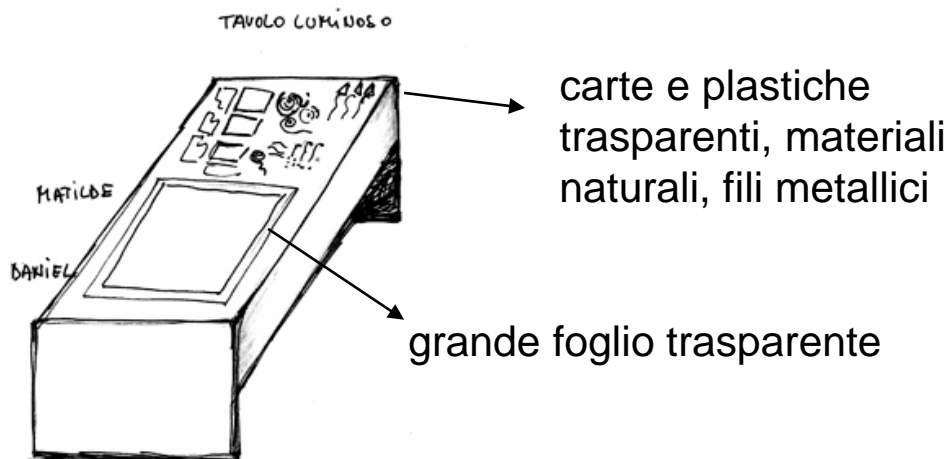 TAVOLO LUMINOSO
carte e plastiche
trasparenti, materiali
naturali, fili metallici
MATILDE
DANIEL
grande foglio trasparente